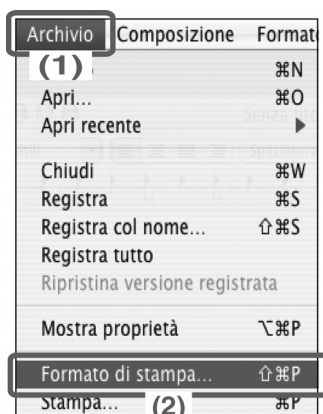 Archivio Composizione Format
(1) ⌘N
Apri... ⌘O
Apri recente ▶
Chiudi ⌘W
Registra ⌘S
Registra col nome... ⇧⌘S
Registra tutto
Ripristina versione registrata
Mostra proprietà ⌥⌘P
Formato di stampa... ⇧⌘P
Stampa... ⌘P
(2)